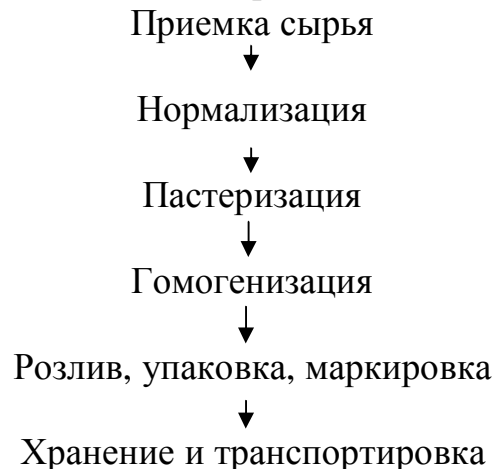 Приемка сырья
Нормализация
Пастеризация
Гомогенизация
Розлив, упаковка, маркировка
Хранение и транспортировка